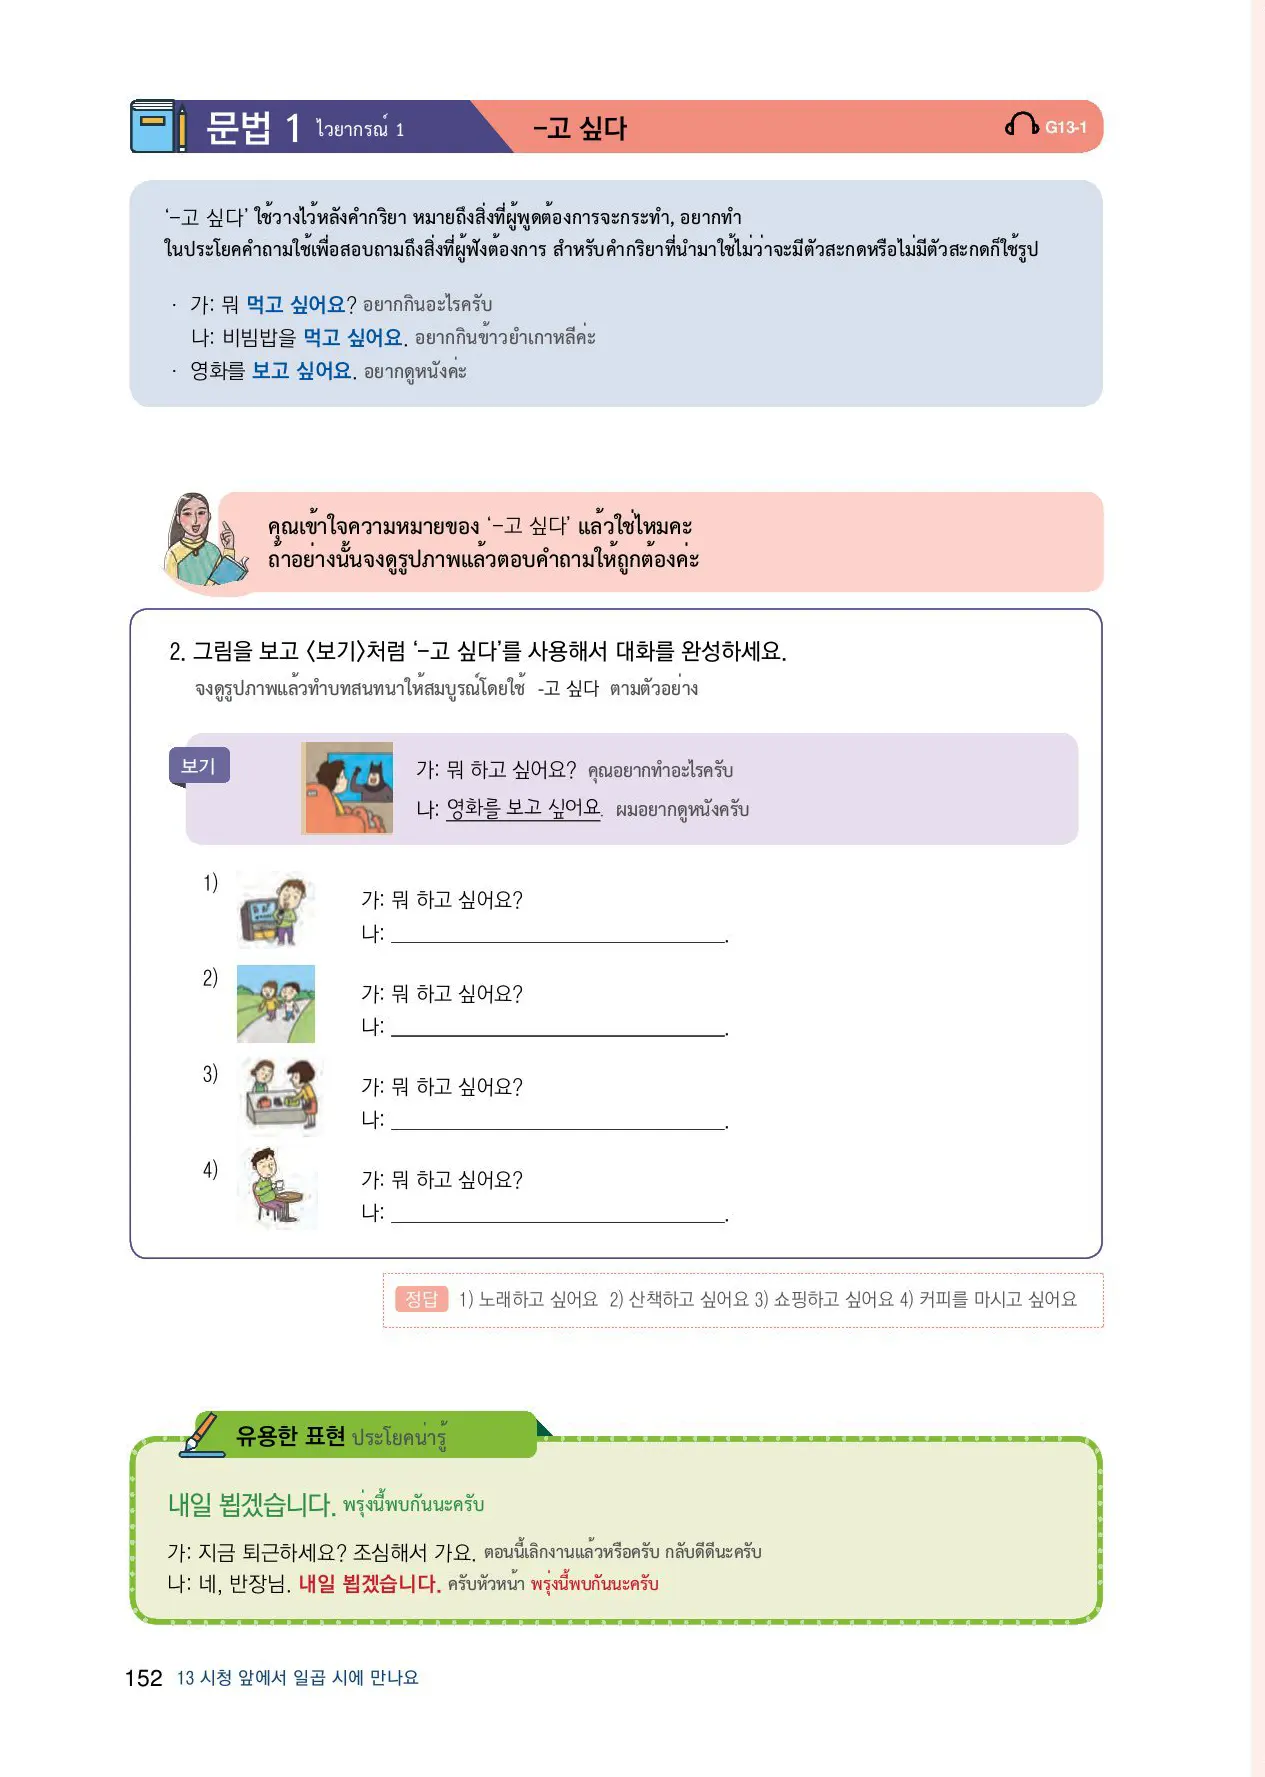 문법 1 ไวยากรณ์ 1
-고 싶다
G13-1
‘-고 싶다’ ใช้วางไว้หลังคำกริยา หมายถึงสิ่งที่ผู้พูดต้องการจะกระทำ, อยากทำ
ในประโยคคำถามใช้เพื่อสอบถามถึงสิ่งที่ผู้ฟังต้องการ สำหรับคำกริยาที่นำมาใช้ไม่ว่าจะมีตัวสะกดหรือไม่มีตัวสะกดก็ใช้รูป
· 가: 뭐 먹고 싶어요? อยากกินอะไรครับ
나: 비빔밥을 먹고 싶어요. อยากกินข้าวยำเกาหลีค่ะ
· 영화를 보고 싶어요. อยากดูหนังค่ะ
คุณเข้าใจความหมายของ ‘-고 싶다’ แล้วใช่ไหมคะ
ถ้าอย่างนั้นจงดูรูปภาพแล้วตอบคำถามให้ถูกต้องค่ะ
2. 그림을 보고 <보기>처럼 ‘-고 싶다’를 사용해서 대화를 완성하세요.
จงดูรูปภาพแล้วทำบทสนทนาให้สมบูรณ์โดยใช้ -고 싶다 ตามตัวอย่าง
보기
가: 뭐 하고 싶어요? คุณอยากทำอะไรครับ
나: 영화를 보고 싶어요. ผมอยากดูหนังครับ
1)
가: 뭐 하고 싶어요?
나: ______________________.
2)
가: 뭐 하고 싶어요?
나: ______________________.
3)
가: 뭐 하고 싶어요?
나: ______________________.
4)
가: 뭐 하고 싶어요?
나: ______________________.
정답 1) 노래하고 싶어요 2) 산책하고 싶어요 3) 쇼핑하고 싶어요 4) 커피를 마시고 싶어요
유용한 표현 ประโยคน่ารู้
내일 뵙겠습니다. พรุ่งนี้พบกันนะครับ
가: 지금 퇴근하세요? 조심해서 가요. ตอนนี้เลิกงานแล้วหรือครับ กลับดีดีนะครับ
나: 네, 반장님. 내일 뵙겠습니다. ครับหัวหน้า พรุ่งนี้พบกันนะครับ
152 13 시청 앞에서 일곱 시에 만나요